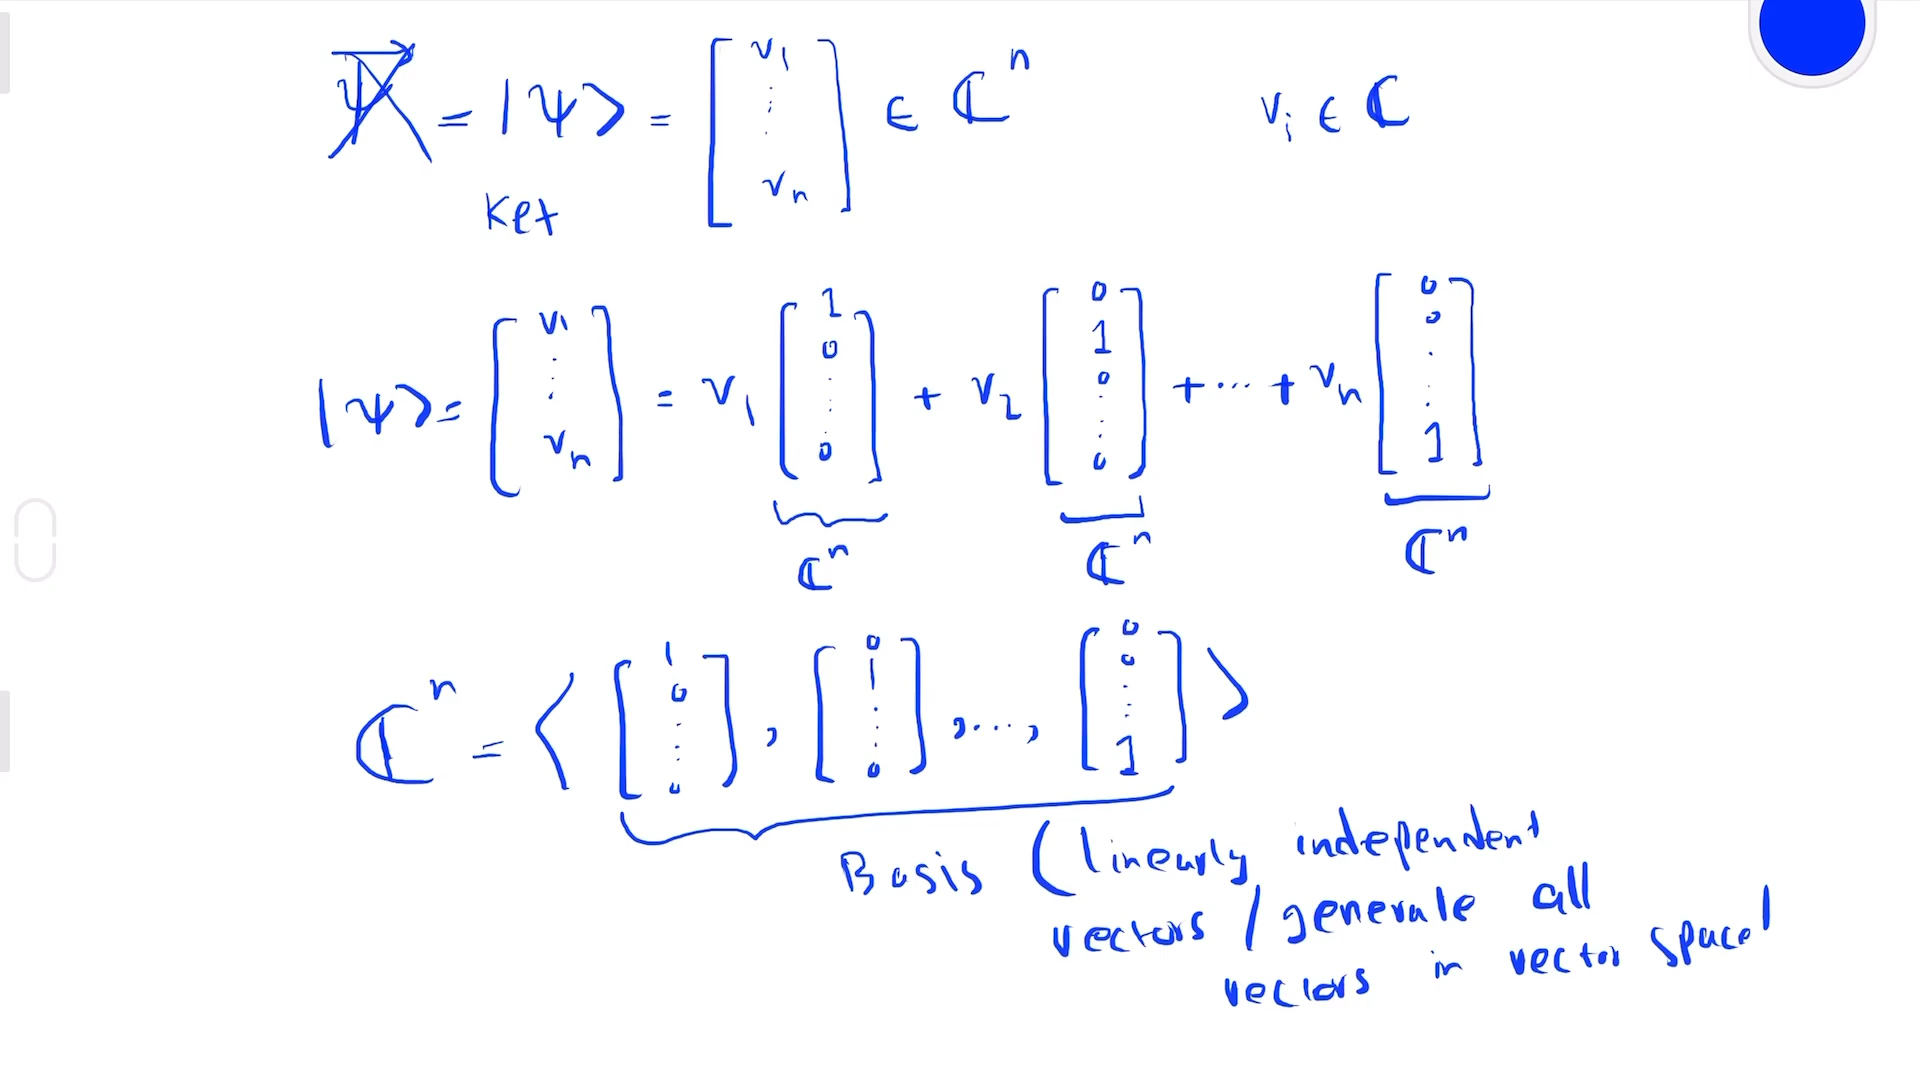 ψ⃗ = |ψ⟩ = [v₁ ⋮ vₙ] ∈ ℂⁿ vᵢ ∈ ℂ
Ket
|ψ⟩ = [v₁ ⋮ vₙ] = v₁ [1 0 ⋮ 0] + v₂ [0 1 0 ⋮ 0] + ⋯ + vₙ [0 0 ⋮ 1]
ℂⁿ ℂⁿ ℂⁿ
ℂⁿ = ⟨ [1 0 ⋮ 0], [0 1 ⋮ 0], ..., [0 0 ⋮ 1] ⟩
Basis (linearly independent
vectors / generate all
vectors in vector space)